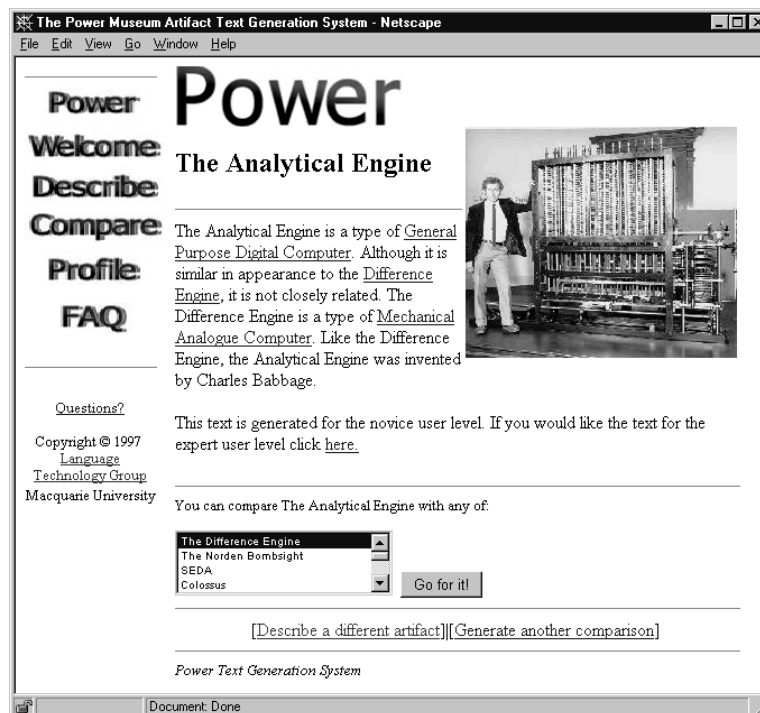 The Power Museum Artifact Text Generation System - Netscape
File Edit View Go Window Help
Power
Welcome
Describe
Compare
Profile
FAQ
Questions?
Copyright © 1997
Language
Technology Group
Macquarie University
Power
The Analytical Engine
The Analytical Engine is a type of General
Purpose Digital Computer. Although it is
similar in appearance to the Difference
Engine, it is not closely related. The
Difference Engine is a type of Mechanical
Analogue Computer. Like the Difference
Engine, the Analytical Engine was invented
by Charles Babbage.
This text is generated for the novice user level. If you would like the text for the
expert user level click here.
You can compare The Analytical Engine with any of:
The Difference Engine
The Norden Bombsight
SEDA
Colossus
Go for it!
[Describe a different artifact]|[Generate another comparison]
Power Text Generation System
Document: Done